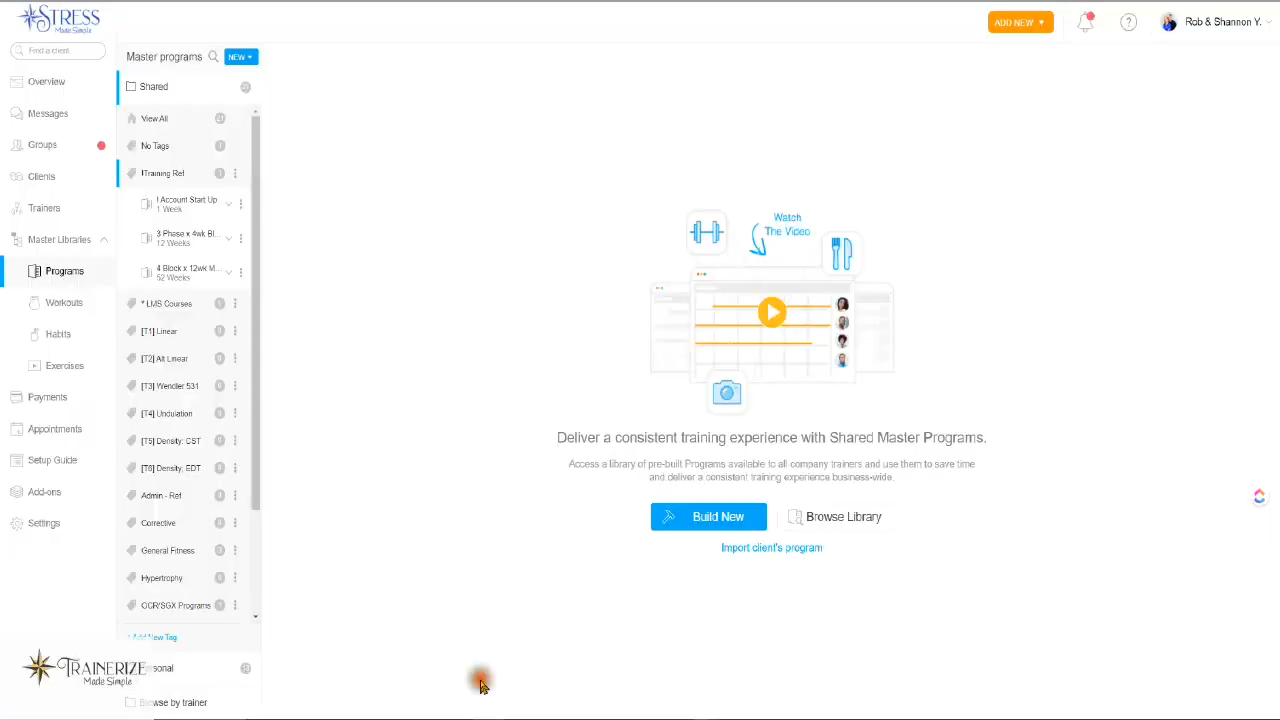 Stress
Made Simple
ADD NEW
Rob & Shannon Y.
Find a client
Overview
Messages
Groups
Clients
Trainers
Master Libraries
Programs
Workouts
Habits
Exercises
Payments
Appointments
Setup Guide
Add-ons
Settings
TRAINERIZE
Made Simple
Master programs
NEW
Shared
View All
No Tags
!Training Ref
! Account Start Up
1 Week
3 Phase x 4wk Bl...
12 Weeks
4 Block x 12wk M...
52 Weeks
* LMS Courses
[T1] Linear
[T2] Alt Linear
[T3] Wendler 531
[T4] Undulation
[T5] Density: CST
[T6] Density; EDT
Admin - Ref
Corrective
General Fitness
Hypertrophy
OCR/SGX Programs
+ Add New Tag
ersonal
Browse by trainer
Watch
The Video
Deliver a consistent training experience with Shared Master Programs.
Access a library of pre-built Programs available to all company trainers and use them to save time
and deliver a consistent training experience business-wide.
Build New
Browse Library
Import client's program